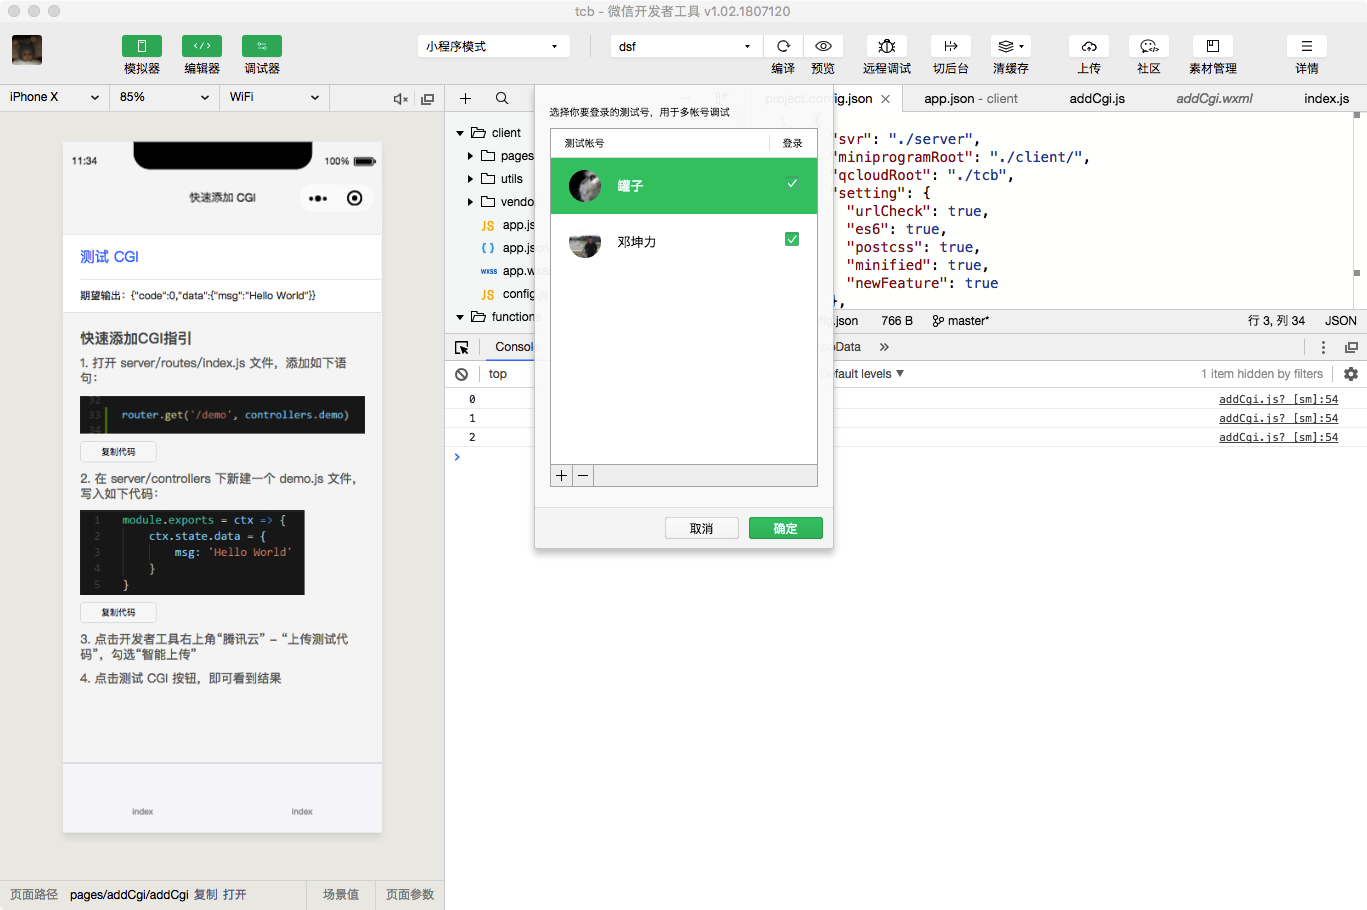 tcb - 微信开发者工具 v1.02.1807120
模拟器
编辑器
调试器
小程序模式
dsf
编译
预览
远程调试
切后台
清缓存
上传
社区
素材管理
详情
iPhone X
85%
WiFi
11:34
100%
快速添加 CGI
测试 CGI
期望输出：{"code":0,"data":{"msg":"Hello World"}}
快速添加CGI指引
1. 打开 server/routes/index.js 文件，添加如下语
句：
32
33 router.get('/demo', controllers.demo)
34
复制代码
2. 在 server/controllers 下新建一个 demo.js 文件，
写入如下代码：
1 module.exports = ctx => {
2 ctx.state.data = {
3 msg: 'Hello World'
4 }
5 }
复制代码
3. 点击开发者工具右上角“腾讯云” - “上传测试代
码”，勾选“智能上传”
4. 点击测试 CGI 按钮，即可看到结果
index
index
页面路径 pages/addCgi/addCgi 复制 打开
场景值
页面参数
client
pages
utils
vendo
JS app.js
{ } app.js
wxss app.wxs
JS config
function
选择你要登录的测试号，用于多帐号调试
测试帐号
登录
罐子
邓坤力
取消
确定
project.config.json
app.json - client
addCgi.js
addCgi.wxml
index.js
1 {
"svr": "./server",
"miniprogramRoot": "./client/",
"qcloudRoot": "./tcb",
"setting": {
"urlCheck": true,
"es6": true,
"postcss": true,
"minified": true,
"newFeature": true
},
ig.json
766 B
master*
行 3, 列 34
JSON
Consol
pData
top
fault levels ▼
1 item hidden by filters
0 addCgi.js? [sm]:54
1 addCgi.js? [sm]:54
2 addCgi.js? [sm]:54